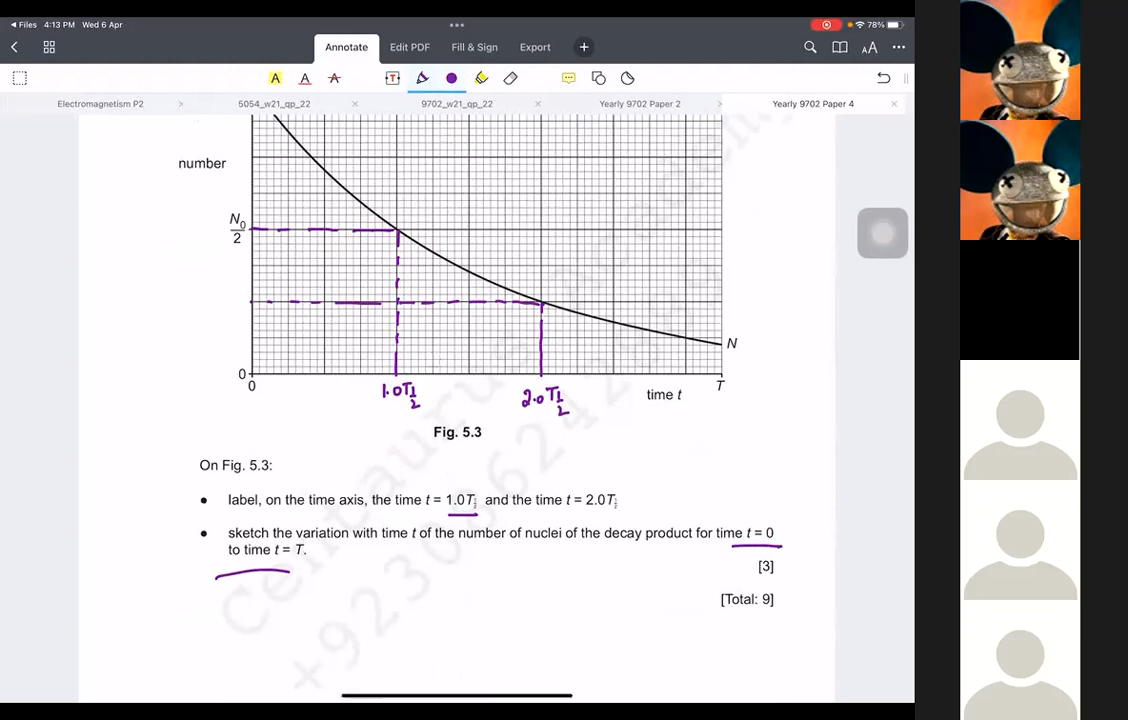 Files 4:13 PM Wed 6 Apr 78%
Annotate Edit PDF Fill & Sign Export
AA
A A A T
Electromagnetism P2 5054_w21_qp_22 9702_w21_qp_22 Yearly 9702 Paper 2 Yearly 9702 Paper 4
number
N0
2
N
0
0 1.0T1/2 2.0T1/2 time t T
Fig. 5.3
On Fig. 5.3:
• label, on the time axis, the time t = 1.0T½ and the time t = 2.0T½
• sketch the variation with time t of the number of nuclei of the decay product for time t = 0
to time t = T.
[3]
[Total: 9]